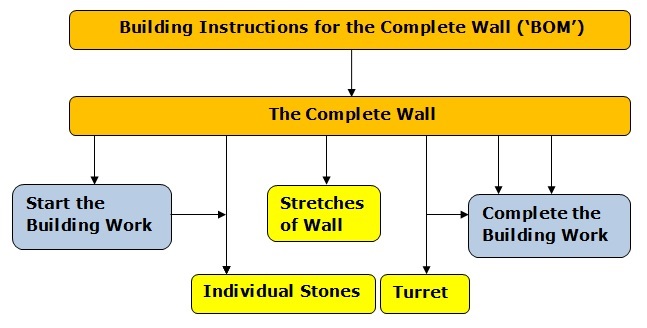 Building Instructions for the Complete Wall (‘BOM’)
The Complete Wall
Start the
Building Work
Stretches
of Wall
Complete the
Building Work
Individual Stones
Turret